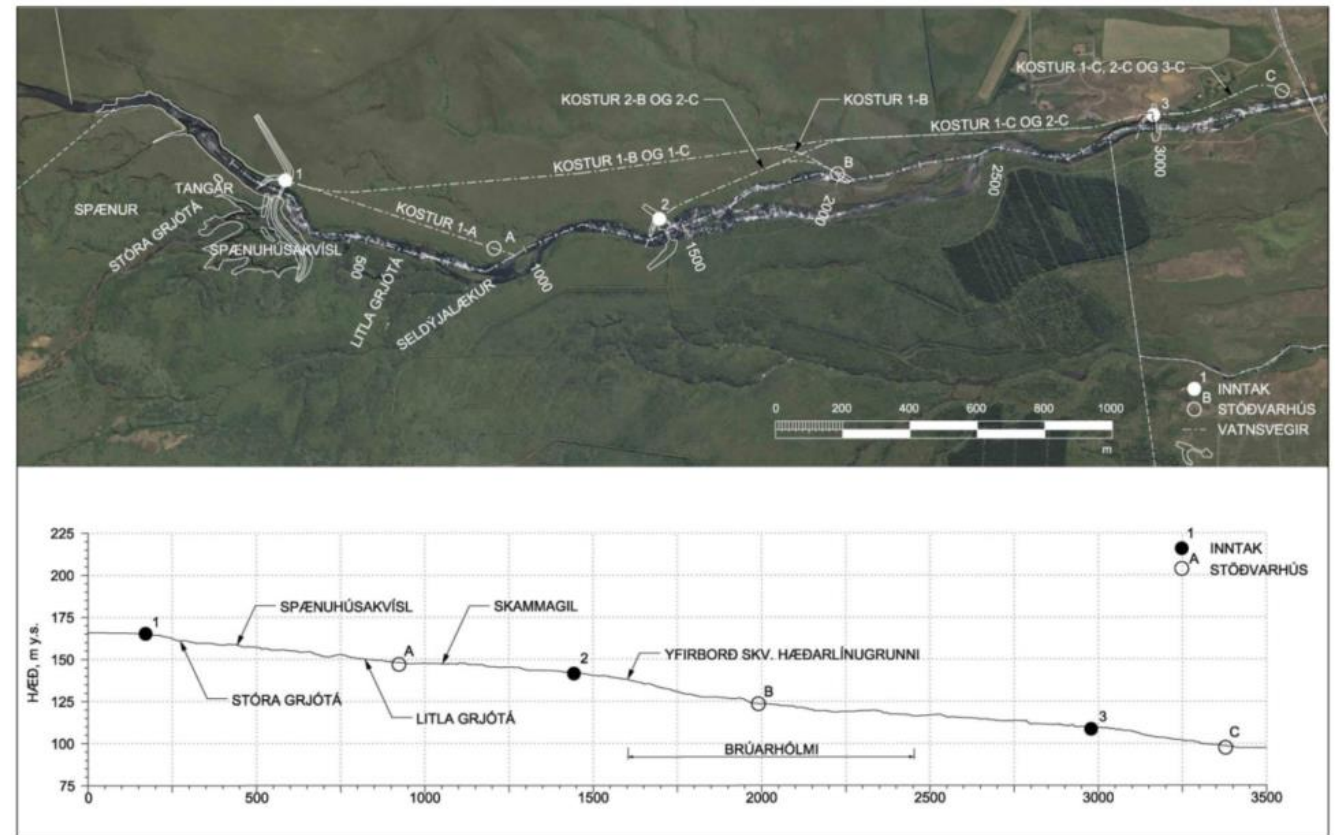 KOSTUR 1-C, 2-C OG 3-C
C
KOSTUR 2-B OG 2-C
KOSTUR 1-B
3
KOSTUR 1-C OG 2-C
KOSTUR 1-B OG 1-C
B
3000
2500
2000
1
TANGAR
0
SPÆNUR
STÓRA GRJÓTÁ
SPÆNUHÚSAKVÍSL
KOSTUR 1-A
A
2
1500
500
LITLA GRJÓTÁ
SELDÝJALÆKUR
1000
1
INNTAK
B
STÖÐVARHÚS
VATNSVEGIR
0 200 400 600 800 1000
m
225
200
175
150
125
100
75
HÆÐ, m y.s.
1
INNTAK
A
STÖÐVARHÚS
1
SPÆNUHÚSAKVÍSL
SKAMMAGIL
A
2
YFIRBORÐ SKV. HÆÐARLÍNUGRUNNI
STÓRA GRJÓTÁ
LITLA GRJÓTÁ
B
3
C
BRÚARHÓLMI
0 500 1000 1500 2000 2500 3000 3500